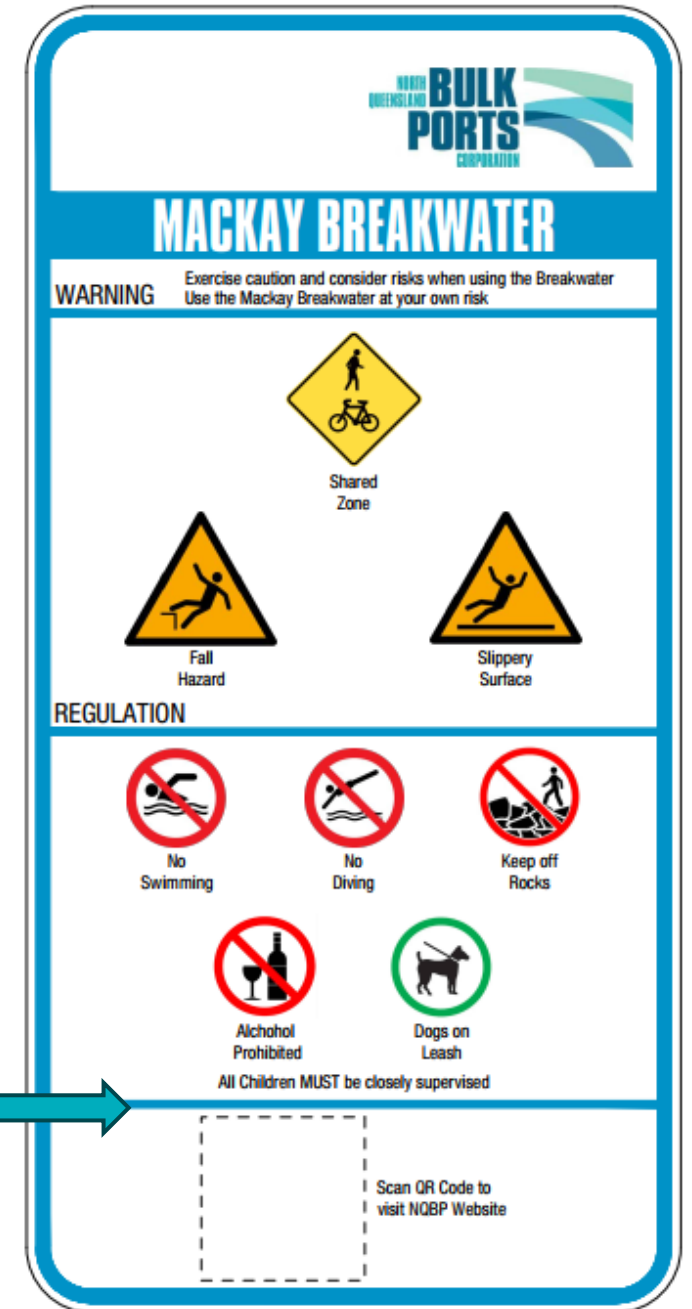 NORTH
QUEENSLAND
BULK
PORTS
CORPORATION
MACKAY BREAKWATER
WARNING
Exercise caution and consider risks when using the Breakwater
Use the Mackay Breakwater at your own risk
Shared
Zone
Fall
Hazard
Slippery
Surface
REGULATION
No
Swimming
No
Diving
Keep off
Rocks
Alchohol
Prohibited
Dogs on
Leash
All Children MUST be closely supervised
Scan QR Code to
visit NQBP Website